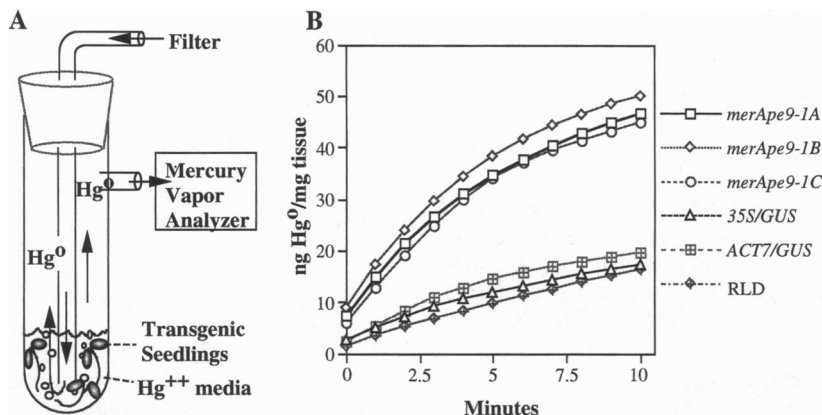 A
Filter
Hg⁰
Mercury
Vapor
Analyzer
Hg⁰
Transgenic
Seedlings
Hg⁺⁺ media
B
ng Hg⁰/mg tissue
60
50
40
30
20
10
0
0 2.5 5 7.5 10
Minutes
merApe9-1A
merApe9-1B
merApe9-1C
35S/GUS
ACT7/GUS
RLD